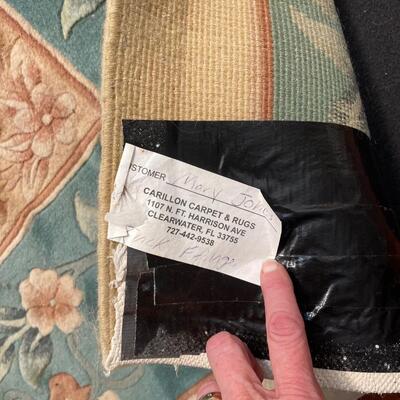 STOMER Mary Jones
CARILLON CARPET & RUGS
1107 N. FT. HARRISON AVE
CLEARWATER, FL 33755
727-442-9538